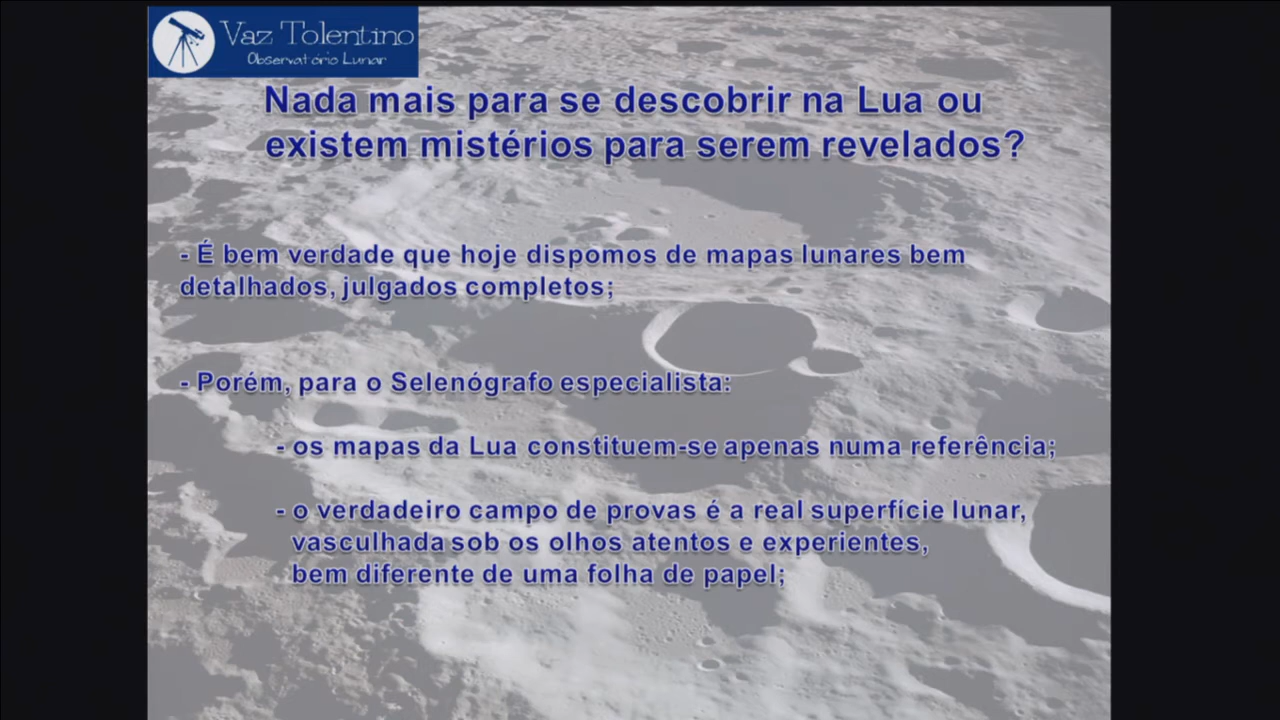 Vaz Tolentino
Observatório Lunar
Nada mais para se descobrir na Lua ou
existem mistérios para serem revelados?
- É bem verdade que hoje dispomos de mapas lunares bem
detalhados, julgados completos;
- Porém, para o Selenógrafo especialista:
- os mapas da Lua constituem-se apenas numa referência;
- o verdadeiro campo de provas é a real superfície lunar,
vasculhada sob os olhos atentos e experientes,
bem diferente de uma folha de papel;